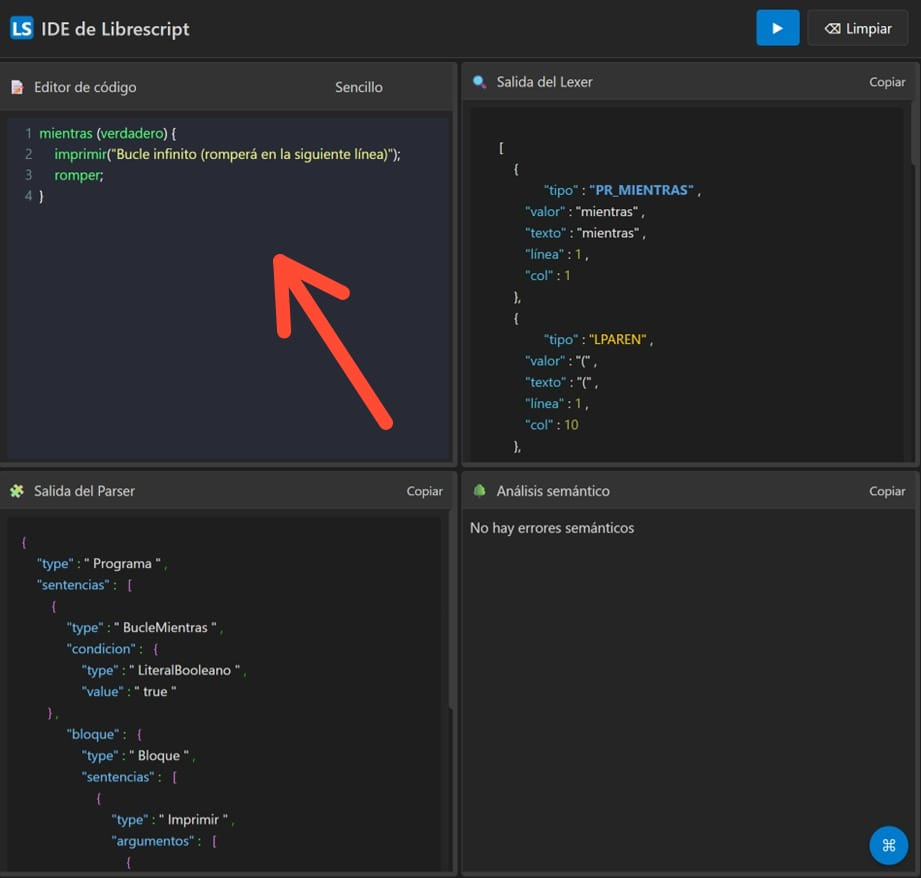 LS IDE de Librescript
Limpiar
Editor de código
Sencillo
1 mientras (verdadero) {
2 imprimir("Bucle infinito (romperá en la siguiente línea)");
3 romper;
4 }
Salida del Lexer
Copiar
[
{
"tipo" : "PR_MIENTRAS" ,
"valor" : "mientras" ,
"texto" : "mientras" ,
"línea" : 1 ,
"col" : 1
},
{
"tipo" : "LPAREN" ,
"valor" : "(" ,
"texto" : "(" ,
"línea" : 1 ,
"col" : 10
},
Salida del Parser
Copiar
{
"type" : " Programa " ,
"sentencias" : [
{
"type" : " BucleMientras " ,
"condicion" : {
"type" : " LiteralBooleano " ,
"value" : " true "
} ,
"bloque" : {
"type" : " Bloque " ,
"sentencias" : [
{
"type" : " Imprimir " ,
"argumentos" : [
{
Análisis semántico
Copiar
No hay errores semánticos